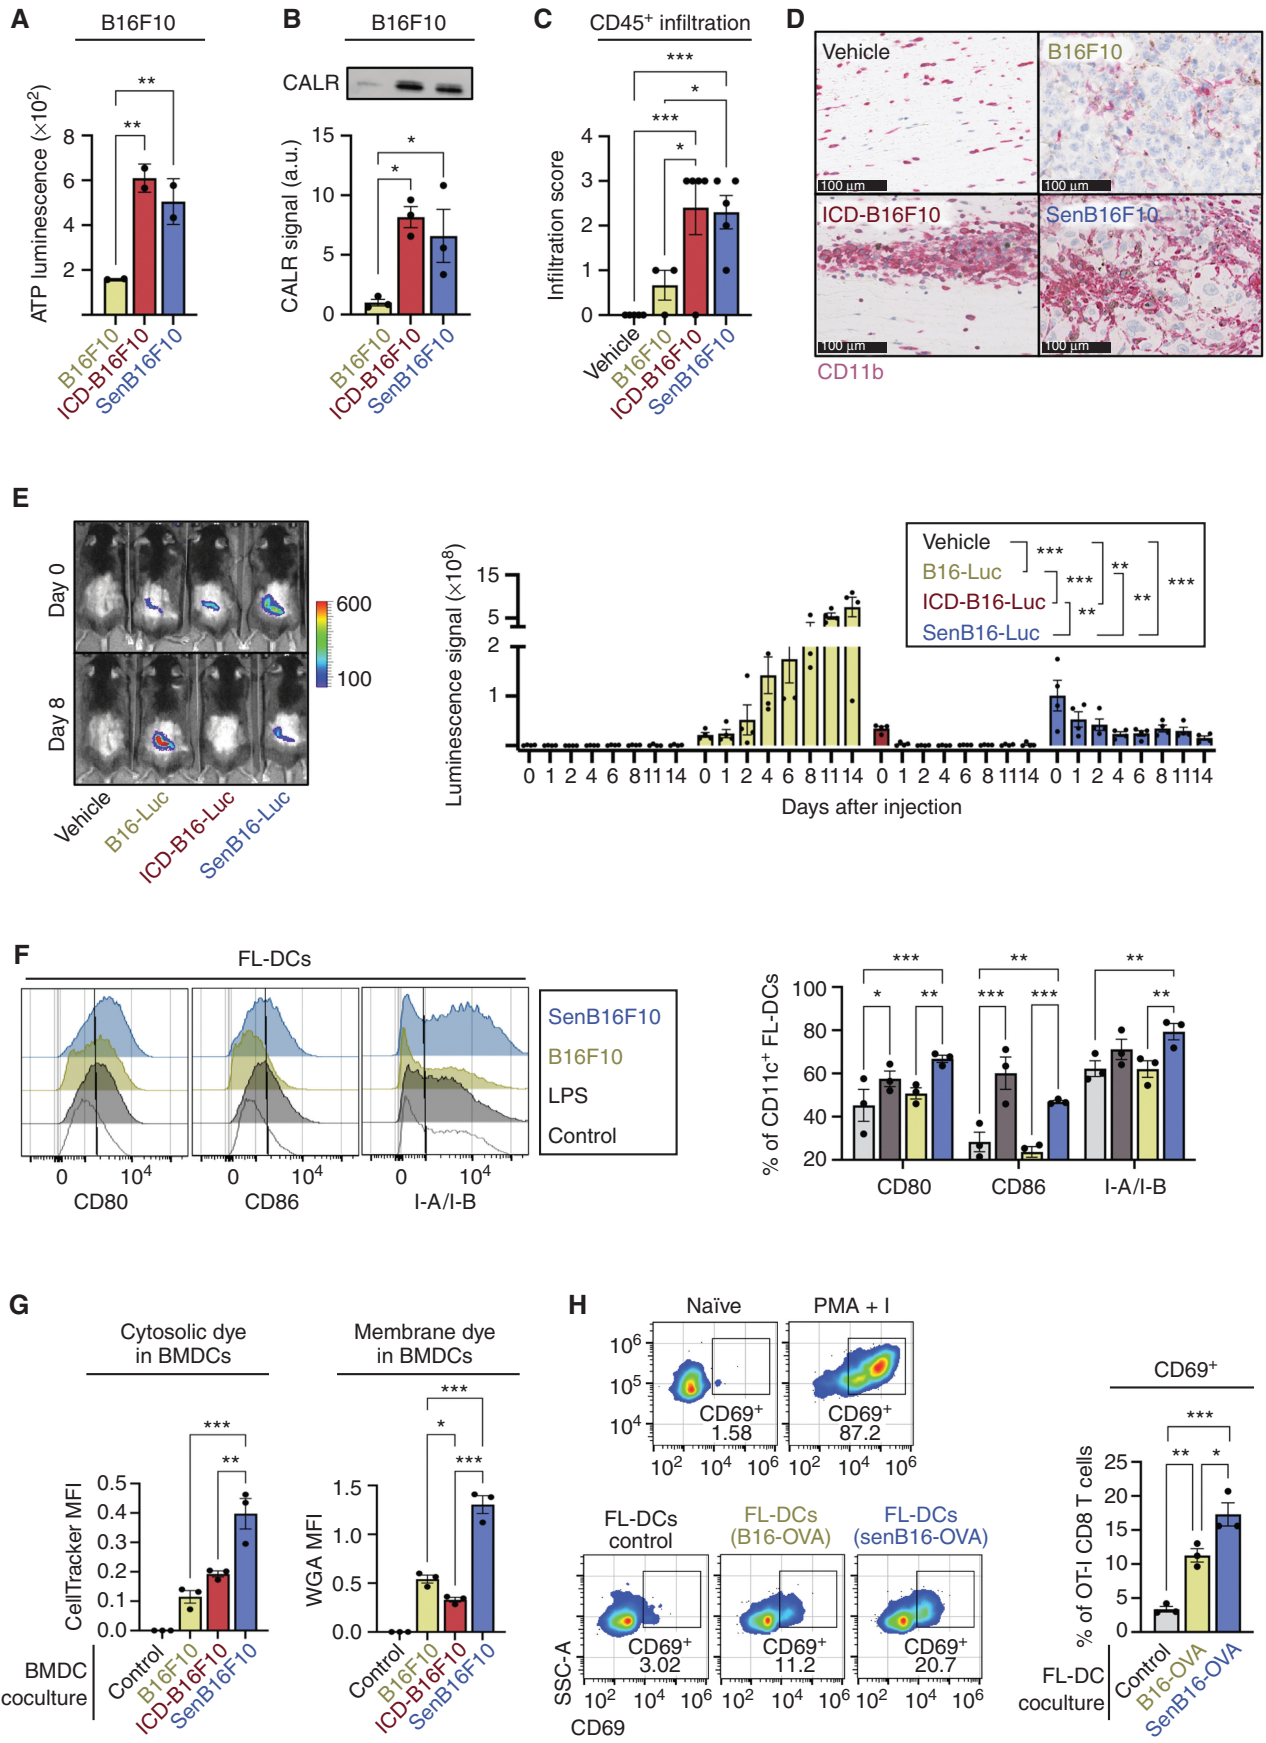 A
B16F10
ATP luminescence (×10²)
8
6
4
2
**
**
B16F10
ICD-B16F10
SenB16F10
B
B16F10
CALR
CALR signal (a.u.)
15
10
5
0
*
*
B16F10
ICD-B16F10
SenB16F10
C
CD45⁺ infiltration
Infiltration score
4
3
2
1
0
***
*
***
*
Vehicle
B16F10
ICD-B16F10
SenB16F10
D
Vehicle
B16F10
100 µm
100 µm
ICD-B16F10
SenB16F10
100 µm
100 µm
CD11b
E
Day 0
Day 8
600
100
Vehicle
B16-Luc
ICD-B16-Luc
SenB16-Luc
Luminescence signal (×10⁸)
15
5
2
1
0 1 2 4 6 8 11 14 0 1 2 4 6 8 11 14 0 1 2 4 6 8 11 14 0 1 2 4 6 8 11 14
Days after injection
Vehicle
B16-Luc
ICD-B16-Luc
SenB16-Luc
***
***
**
**
**
***
F
FL-DCs
0 10⁴
CD80
0 10⁴
CD86
0 10⁴
I-A/I-B
SenB16F10
B16F10
LPS
Control
% of CD11c⁺ FL-DCs
100
80
60
40
20
***
*
**
**
***
***
**
**
CD80
CD86
I-A/I-B
G
Cytosolic dye
in BMDCs
CellTracker MFI
0.5
0.4
0.3
0.2
0.1
0.0
***
**
Control
B16F10
ICD-B16F10
SenB16F10
BMDC
coculture
Membrane dye
in BMDCs
WGA MFI
1.5
1.0
0.5
0.0
***
*
***
Control
B16F10
ICD-B16F10
SenB16F10
H
Naïve
PMA + I
10⁶
10⁵
10⁴
CD69⁺
1.58
CD69⁺
87.2
10² 10⁴ 10⁶
10² 10⁴ 10⁶
FL-DCs
control
FL-DCs
(B16-OVA)
FL-DCs
(senB16-OVA)
CD69⁺
3.02
CD69⁺
11.2
CD69⁺
20.7
SSC-A
10² 10⁴ 10⁶
10² 10⁴ 10⁶
10² 10⁴ 10⁶
CD69
CD69⁺
% of OT-I CD8 T cells
25
20
15
10
5
0
***
**
*
Control
B16-OVA
SenB16-OVA
FL-DC
coculture